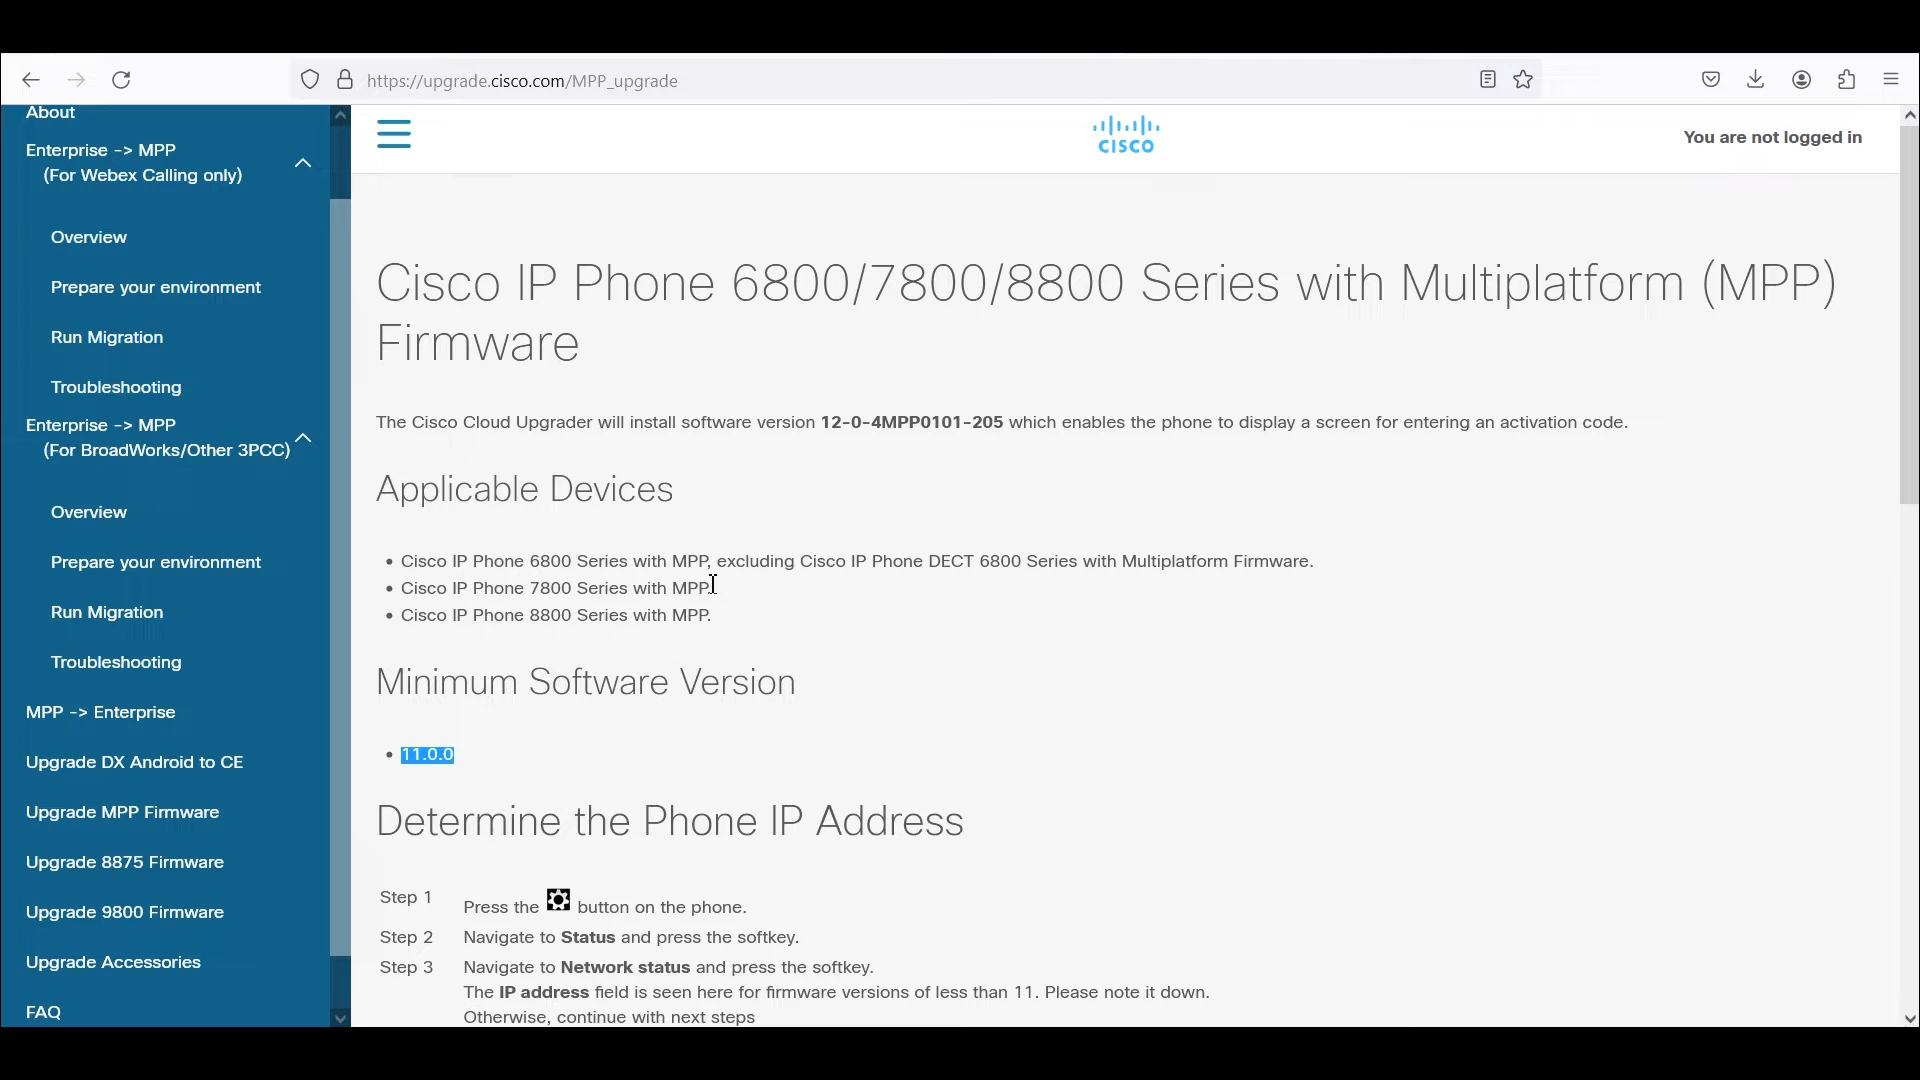 https://upgrade.cisco.com/MPP_upgrade
About
Enterprise -> MPP
(For Webex Calling only)
Overview
Prepare your environment
Run Migration
Troubleshooting
Enterprise -> MPP
(For BroadWorks/Other 3PCC)
Overview
Prepare your environment
Run Migration
Troubleshooting
MPP -> Enterprise
Upgrade DX Android to CE
Upgrade MPP Firmware
Upgrade 8875 Firmware
Upgrade 9800 Firmware
Upgrade Accessories
FAQ
CISCO
You are not logged in
Cisco IP Phone 6800/7800/8800 Series with Multiplatform (MPP)
Firmware
The Cisco Cloud Upgrader will install software version 12-0-4MPP0101-205 which enables the phone to display a screen for entering an activation code.
Applicable Devices
• Cisco IP Phone 6800 Series with MPP, excluding Cisco IP Phone DECT 6800 Series with Multiplatform Firmware.
• Cisco IP Phone 7800 Series with MPP.
• Cisco IP Phone 8800 Series with MPP.
Minimum Software Version
• 11.0.0
Determine the Phone IP Address
Step 1 Press the button on the phone.
Step 2 Navigate to Status and press the softkey.
Step 3 Navigate to Network status and press the softkey.
The IP address field is seen here for firmware versions of less than 11. Please note it down.
Otherwise, continue with next steps